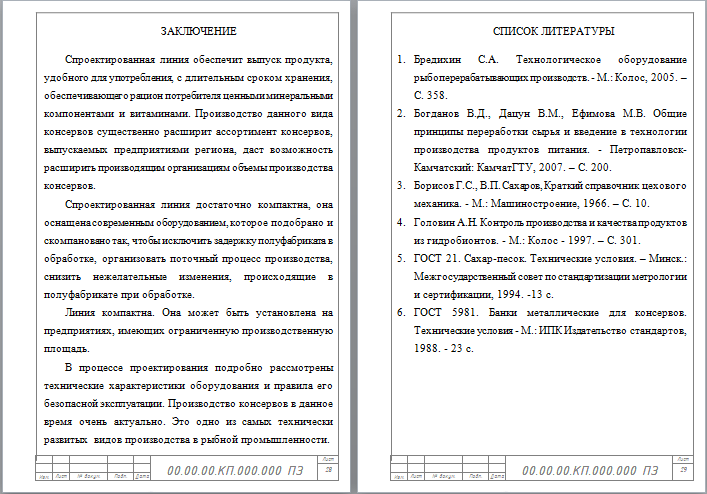 ЗАКЛЮЧЕНИЕ
Спроектированная линия обеспечит выпуск продукта,
удобного для употребления, с длительным сроком хранения,
обеспечивающего рацион потребителя ценными минеральными
компонентами и витаминами. Производство данного вида
консервов существенно расширит ассортимент консервов,
выпускаемых предприятиями региона, даст возможность
расширить производящим организациям объемы производства
консервов.
Спроектированная линия достаточно компактна, она
оснащена современным оборудованием, которое подобрано и
скомпановано так, чтобы исключить задержку полуфабриката в
обработке, организовать поточный процесс производства,
снизить нежелательные изменения, происходящие в
полуфабрикате при обработке.
Линия компактна. Она может быть установлена на
предприятиях, имеющих ограниченную производственную
площадь.
В процессе проектирования подробно рассмотрены
технические характеристики оборудования и правила его
безопасной эксплуатации. Производство консервов в данное
время очень актуально. Это одно из самых технически
развитых видов производства в рыбной промышленности.
Изм. Лист № докум. Подп. Дата
00.00.00.КП.000.000 ПЗ
Лист
28
СПИСОК ЛИТЕРАТУРЫ
1. Бредихин С.А. Технологическое оборудование
рыбоперерабатывающих производств. - М.: Колос, 2005. –
С. 358.
2. Богданов В.Д., Дацун В.М., Ефимова М.В. Общие
принципы переработки сырья и введение в технологии
производства продуктов питания. - Петропавловск-
Камчатский: КамчатГТУ, 2007. – С. 200.
3. Борисов Г.С., В.П. Сахаров, Краткий справочник цехового
механика. - М.: Машиностроение, 1966. – С. 10.
4. Головин А.Н. Контроль производства и качества продуктов
из гидробионтов. - М.: Колос - 1997. – С. 301.
5. ГОСТ 21. Сахар-песок. Технические условия. – Минск.:
Межгосударственный совет по стандартизации метрологии
и сертификации, 1994. -13 с.
6. ГОСТ 5981. Банки металлические для консервов.
Технические условия - М.: ИПК Издательство стандартов,
1988. - 23 с.
Изм. Лист № докум. Подп. Дата
00.00.00.КП.000.000 ПЗ
Лист
29